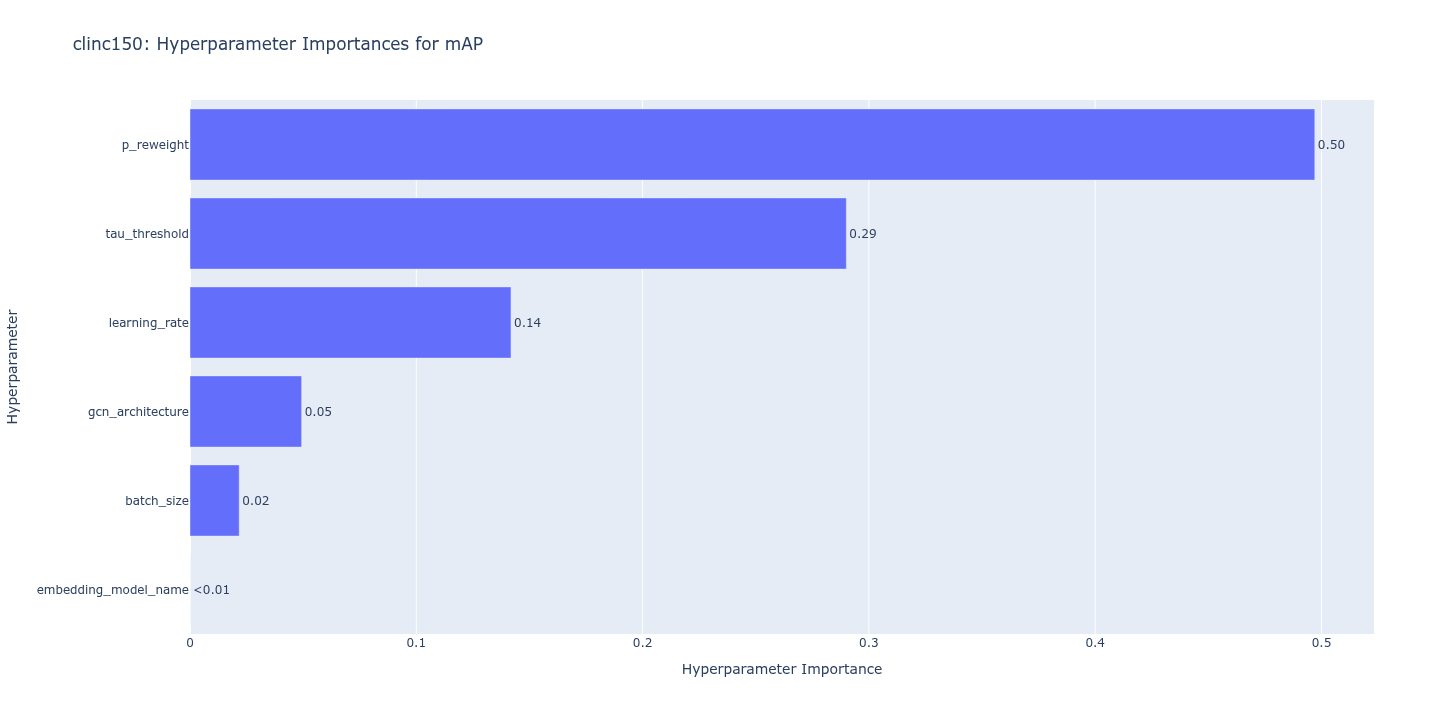 clinc150: Hyperparameter Importances for mAP
Hyperparameter
p_reweight 0.50
tau_threshold 0.29
learning_rate 0.14
gcn_architecture 0.05
batch_size 0.02
embedding_model_name <0.01
0 0.1 0.2 0.3 0.4 0.5
Hyperparameter Importance